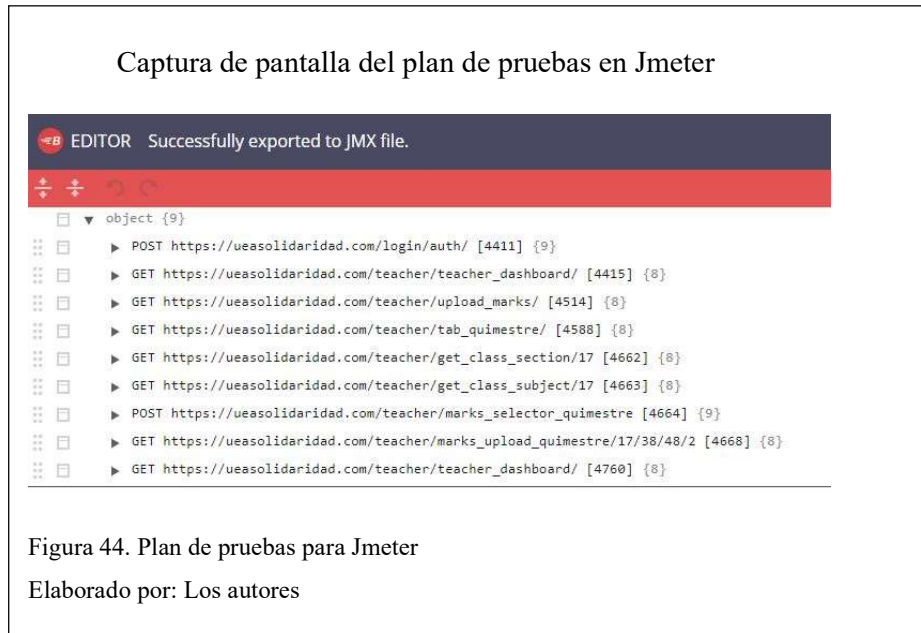 Captura de pantalla del plan de pruebas en Jmeter
B EDITOR Successfully exported to JMX file.
object {9}
POST https://ueasolidaridad.com/login/auth/ [4411] {9}
GET https://ueasolidaridad.com/teacher/teacher_dashboard/ [4415] {8}
GET https://ueasolidaridad.com/teacher/upload_marks/ [4514] {8}
GET https://ueasolidaridad.com/teacher/tab_quimestre/ [4588] {8}
GET https://ueasolidaridad.com/teacher/get_class_section/17 [4662] {8}
GET https://ueasolidaridad.com/teacher/get_class_subject/17 [4663] {8}
POST https://ueasolidaridad.com/teacher/marks_selector_quimestre [4664] {9}
GET https://ueasolidaridad.com/teacher/marks_upload_quimestre/17/38/48/2 [4668] {8}
GET https://ueasolidaridad.com/teacher/teacher_dashboard/ [4760] {8}
Figura 44. Plan de pruebas para Jmeter
Elaborado por: Los autores